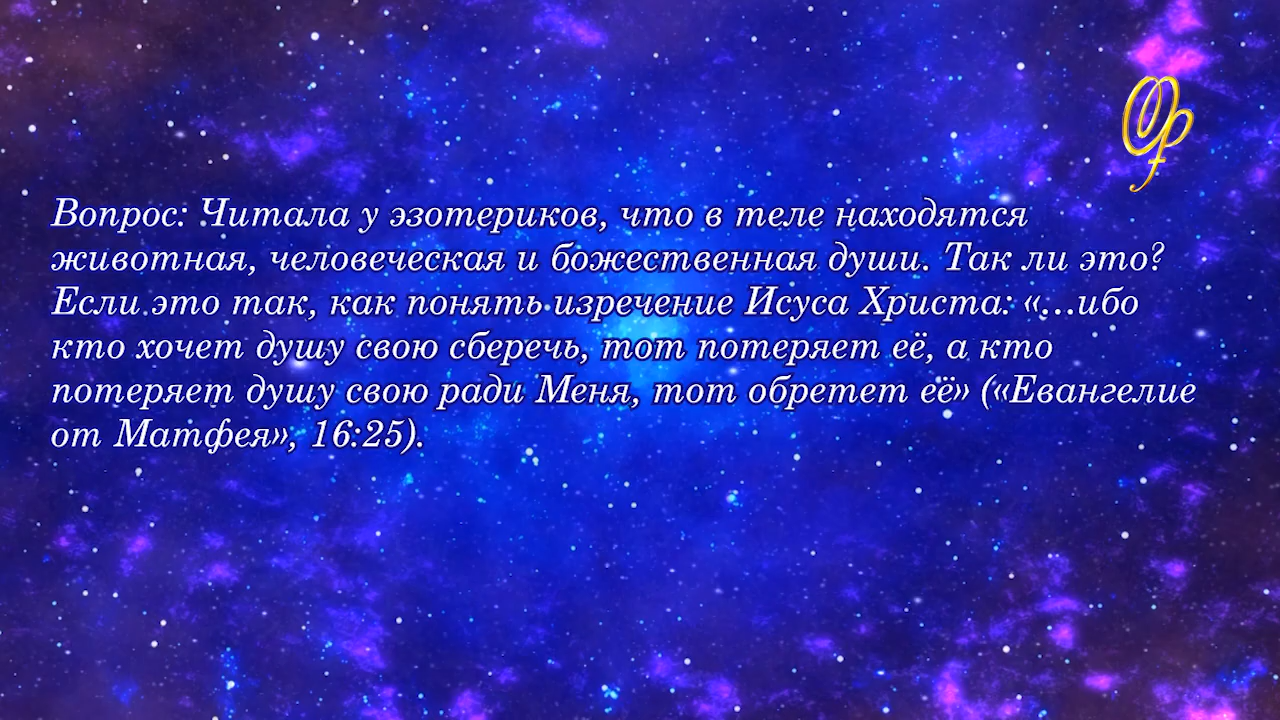 Вопрос: Читала у эзотериков, что в теле находятся
животная, человеческая и божественная души. Так ли это?
Если это так, как понять изречение Исуса Христа: «...ибо
кто хочет душу свою сберечь, тот потеряет её, а кто
потеряет душу свою ради Меня, тот обретет её» («Евангелие
от Матфея», 16:25).